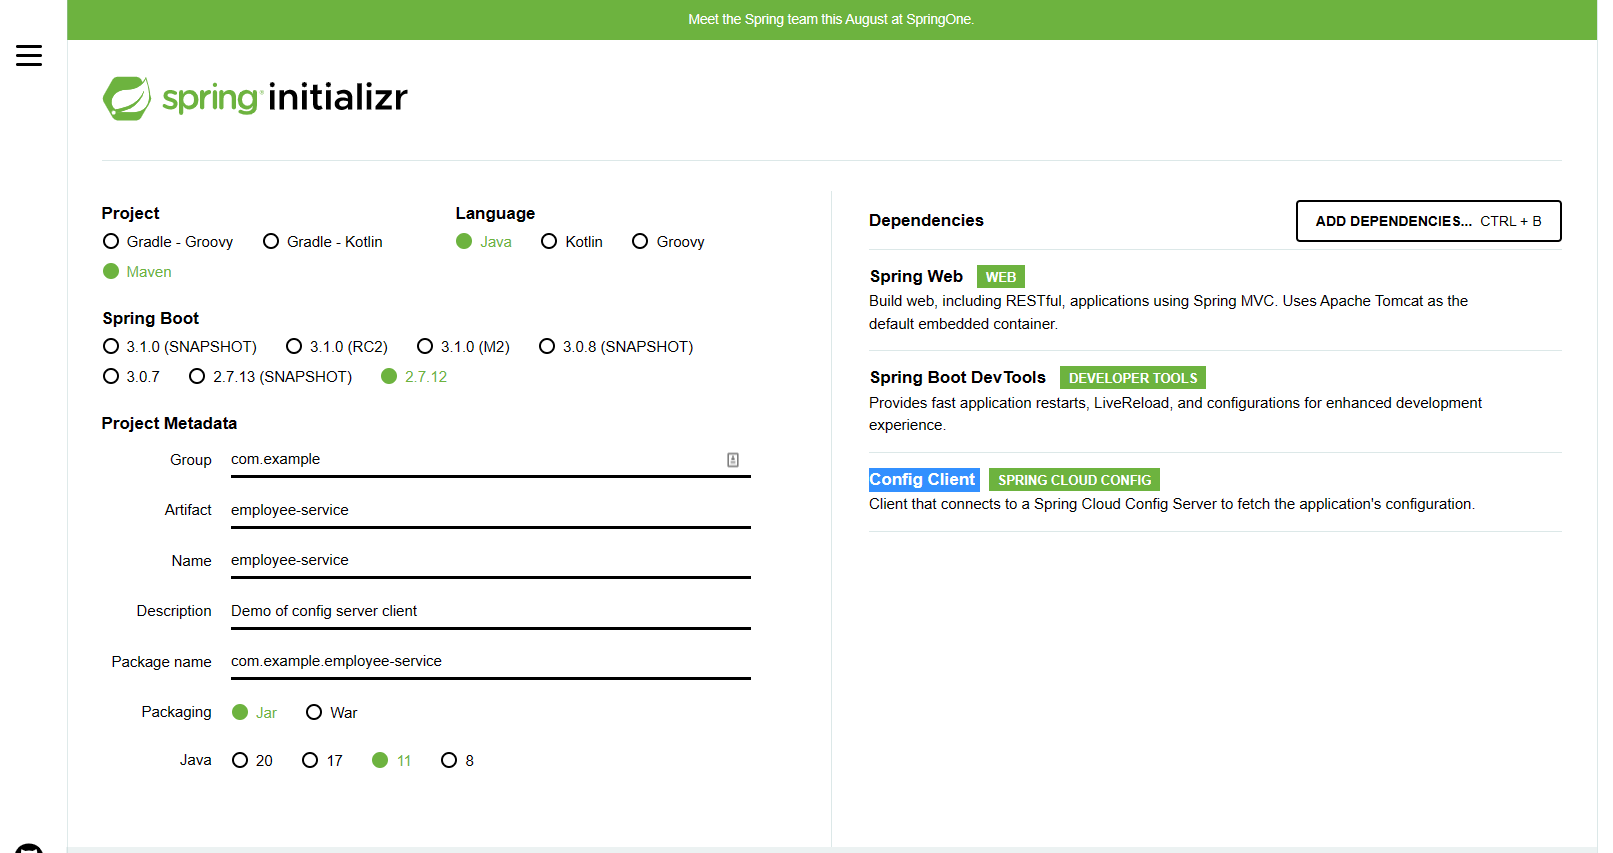 Meet the Spring team this August at SpringOne.
spring initializr
Project
Gradle - Groovy Gradle - Kotlin
Maven
Language
Java Kotlin Groovy
Spring Boot
3.1.0 (SNAPSHOT) 3.1.0 (RC2) 3.1.0 (M2) 3.0.8 (SNAPSHOT)
3.0.7 2.7.13 (SNAPSHOT) 2.7.12
Project Metadata
Group com.example
Artifact employee-service
Name employee-service
Description Demo of config server client
Package name com.example.employee-service
Packaging Jar War
Java 20 17 11 8
Dependencies ADD DEPENDENCIES... CTRL + B
Spring Web WEB
Build web, including RESTful, applications using Spring MVC. Uses Apache Tomcat as the
default embedded container.
Spring Boot DevTools DEVELOPER TOOLS
Provides fast application restarts, LiveReload, and configurations for enhanced development
experience.
Config Client SPRING CLOUD CONFIG
Client that connects to a Spring Cloud Config Server to fetch the application's configuration.